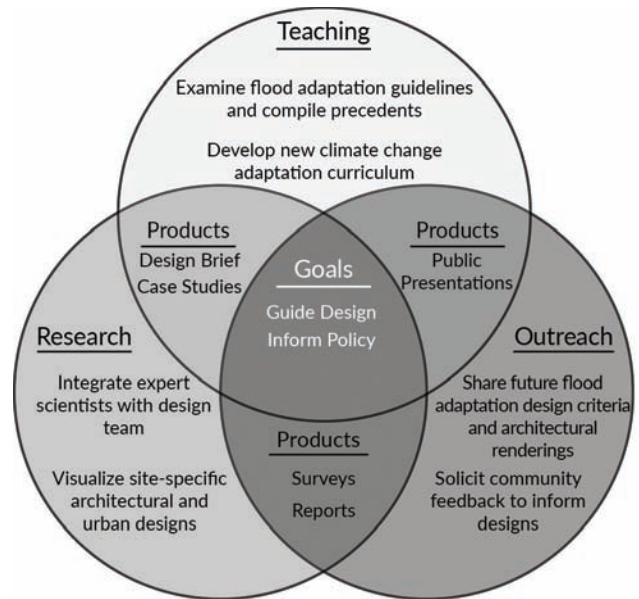 Teaching
Examine flood adaptation guidelines
and compile precedents
Develop new climate change
adaptation curriculum
Products
Design Brief
Case Studies
Products
Public
Presentations
Goals
Guide Design
Inform Policy
Research
Integrate expert
scientists with design
team
Visualize site-specific
architectural and
urban designs
Outreach
Share future flood
adaptation design criteria
and architectural
renderings
Solicit community
feedback to inform
designs
Products
Surveys
Reports